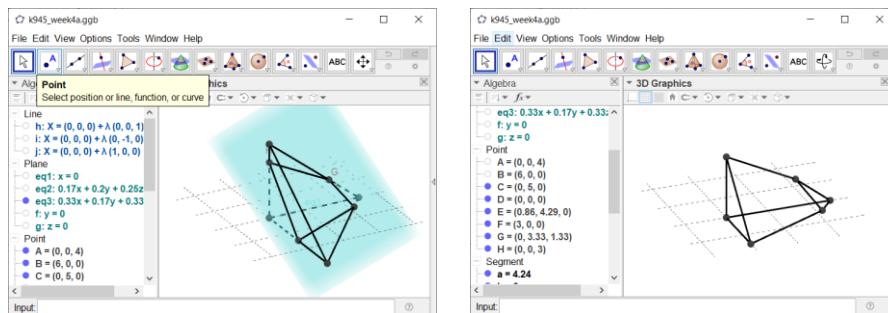 k945_week4a.ggb
File Edit View Options Tools Window Help
ABC
Point
Select position or line, function, or curve
Line
h: X = (0, 0, 0) + λ (0, 0, 1)
i: X = (0, 0, 0) + λ (0, -1, 0)
j: X = (0, 0, 0) + λ (1, 0, 0)
Plane
eq1: x = 0
eq2: 0.17x + 0.2y + 0.25z
eq3: 0.33x + 0.17y + 0.33
f: y = 0
g: z = 0
Point
A = (0, 0, 4)
B = (6, 0, 0)
C = (0, 5, 0)
G
Input:
k945_week4a.ggb
File Edit View Options Tools Window Help
ABC
Algebra
3D Graphics
eq3: 0.33x + 0.17y + 0.33
f: y = 0
g: z = 0
Point
A = (0, 0, 4)
B = (6, 0, 0)
C = (0, 5, 0)
D = (0, 0, 0)
E = (0.86, 4.29, 0)
F = (3, 0, 0)
G = (0, 3.33, 1.33)
H = (0, 0, 3)
Segment
a = 4.24
Input: